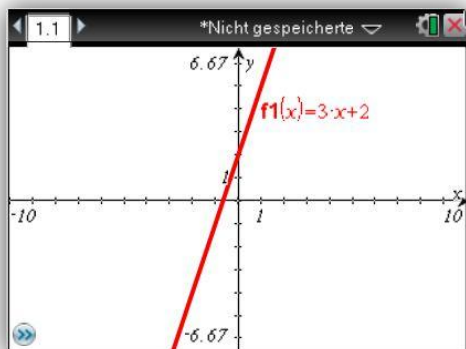 1.1
*Nicht gespeicherte
6.67 y
f1(x)=3·x+2
1
x
-10 1 10
-6.67